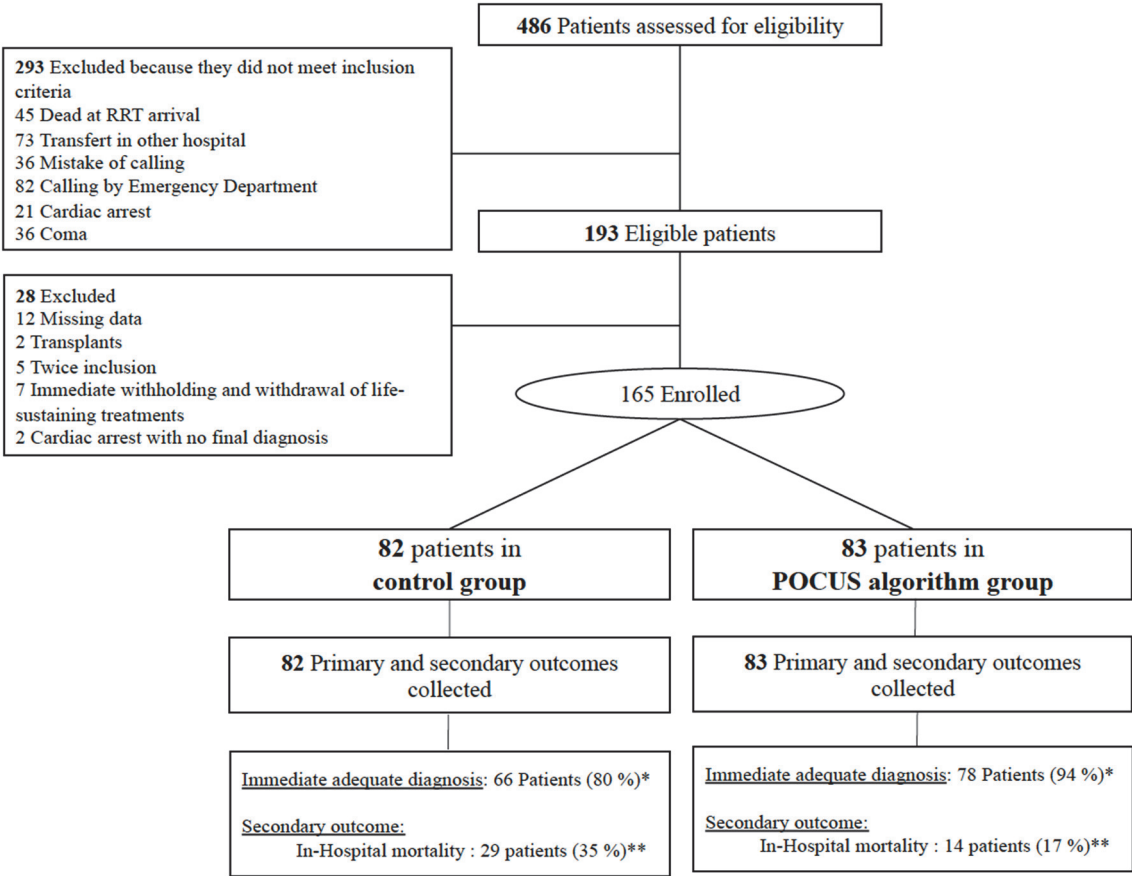 486 Patients assessed for eligibility
293 Excluded because they did not meet inclusion
criteria
45 Dead at RRT arrival
73 Transfert in other hospital
36 Mistake of calling
82 Calling by Emergency Department
21 Cardiac arrest
36 Coma
193 Eligible patients
28 Excluded
12 Missing data
2 Transplants
5 Twice inclusion
7 Immediate withholding and withdrawal of life-
sustaining treatments
2 Cardiac arrest with no final diagnosis
165 Enrolled
82 patients in
control group
83 patients in
POCUS algorithm group
82 Primary and secondary outcomes
collected
83 Primary and secondary outcomes
collected
Immediate adequate diagnosis: 66 Patients (80 %)*
Secondary outcome:
In-Hospital mortality : 29 patients (35 %)**
Immediate adequate diagnosis: 78 Patients (94 %)*
Secondary outcome:
In-Hospital mortality : 14 patients (17 %)**